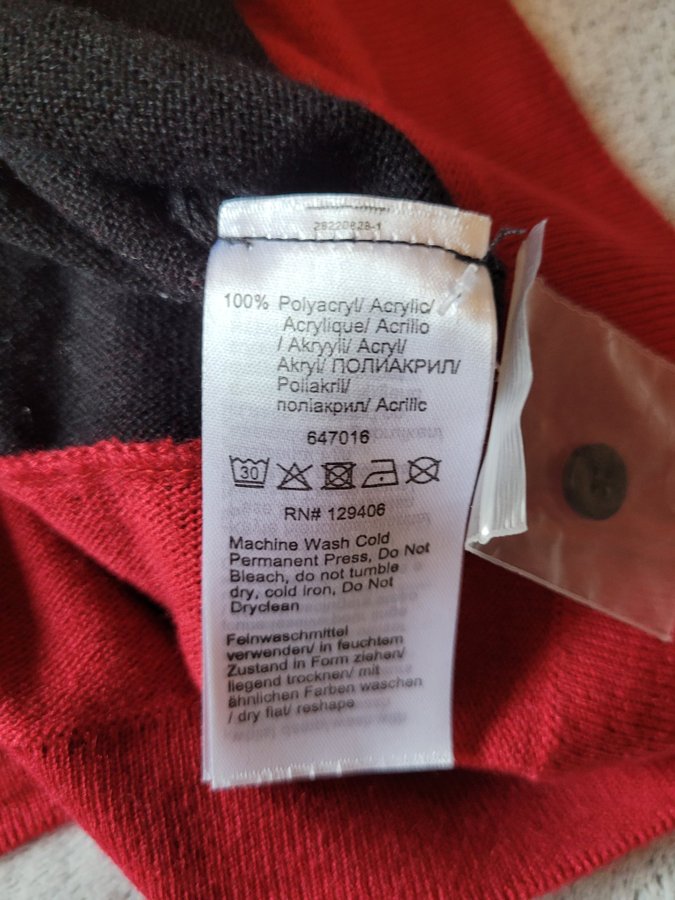 28220828-1
100% Polyacryl/ Acrylic/
Acrylique/ Acrilio
/ Akryyli/ Acryl/
Akryl/ ПОЛИАКРИЛ/
Poliakril/
поліакрил/ Acrilic
647016
30
RN# 129406
Machine Wash Cold
Permanent Press, Do Not
Bleach, do not tumble
dry, cold iron, Do Not
Dryclean
Feinwaschmittel
verwenden/ in feuchtem
Zustand in Form ziehen/
liegend trocknen/ mit
ähnlichen Farben waschen
/ dry flat/ reshape